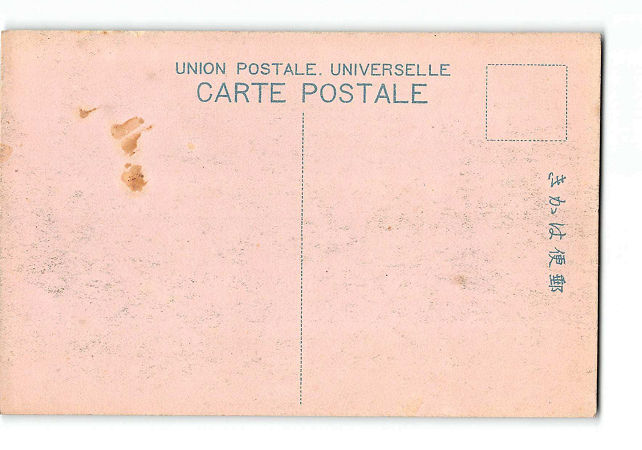 UNION POSTALE. UNIVERSELLE
CARTE POSTALE
きかは便郵